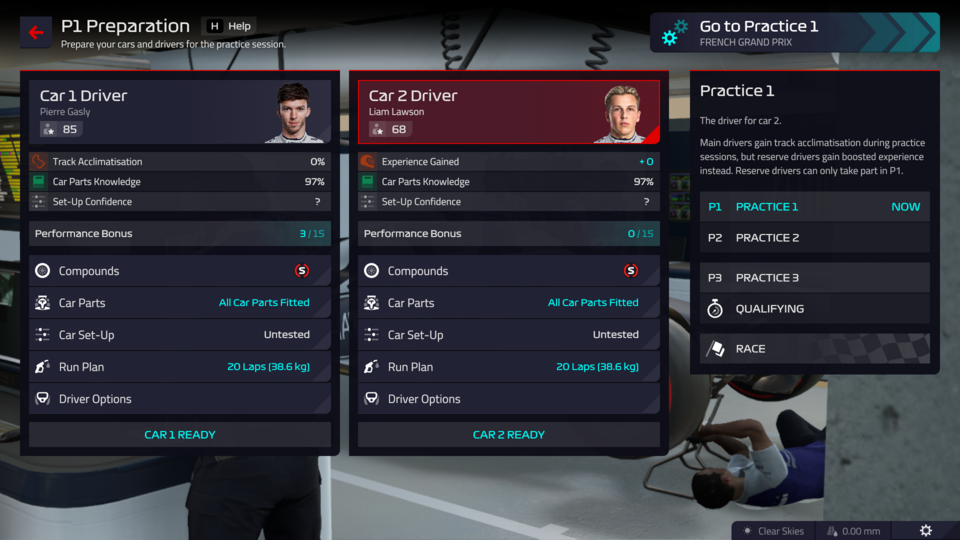 P1 Preparation
H Help
Prepare your cars and drivers for the practice session.
Go to Practice 1
FRENCH GRAND PRIX
Car 1 Driver
Pierre Gasly
85
Track Acclimatisation 0%
Car Parts Knowledge 97%
Set-Up Confidence ?
Performance Bonus 3 / 15
Compounds S
Car Parts All Car Parts Fitted
Car Set-Up Untested
Run Plan 20 Laps (38.6 kg)
Driver Options
CAR 1 READY
Car 2 Driver
Liam Lawson
68
Experience Gained + 0
Car Parts Knowledge 97%
Set-Up Confidence ?
Performance Bonus 0 / 15
Compounds S
Car Parts All Car Parts Fitted
Car Set-Up Untested
Run Plan 20 Laps (38.6 kg)
Driver Options
CAR 2 READY
Practice 1
The driver for car 2.
Main drivers gain track acclimatisation during practice
sessions, but reserve drivers gain boosted experience
instead. Reserve drivers can only take part in P1.
P1 PRACTICE 1 NOW
P2 PRACTICE 2
P3 PRACTICE 3
QUALIFYING
RACE
Clear Skies
0.00 mm